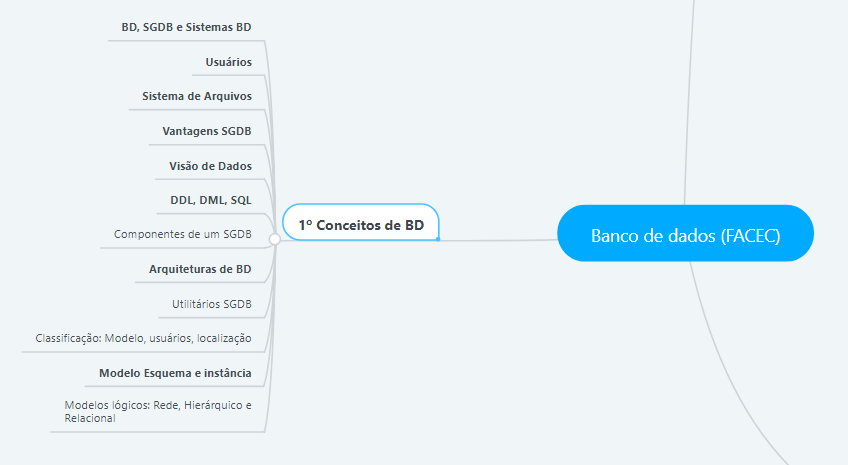 BD, SGDB e Sistemas BD
Usuários
Sistema de Arquivos
Vantagens SGDB
Visão de Dados
DDL, DML, SQL
Componentes de um SGDB
Arquiteturas de BD
Utilitários SGDB
Classificação: Modelo, usuários, localização
Modelo Esquema e instância
Modelos lógicos: Rede, Hierárquico e
Relacional
1º Conceitos de BD
Banco de dados (FACEC)